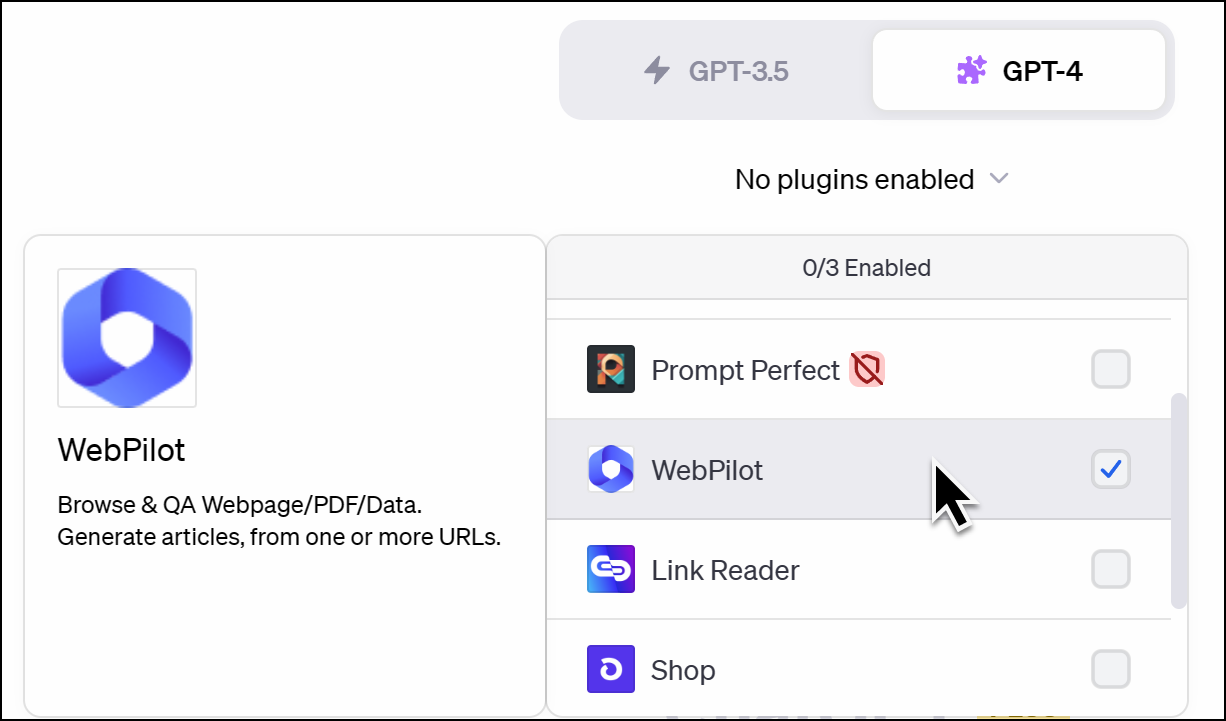 GPT-3.5
GPT-4
No plugins enabled
WebPilot
Browse & QA Webpage/PDF/Data.
Generate articles, from one or more URLs.
0/3 Enabled
Prompt Perfect
WebPilot
Link Reader
Shop